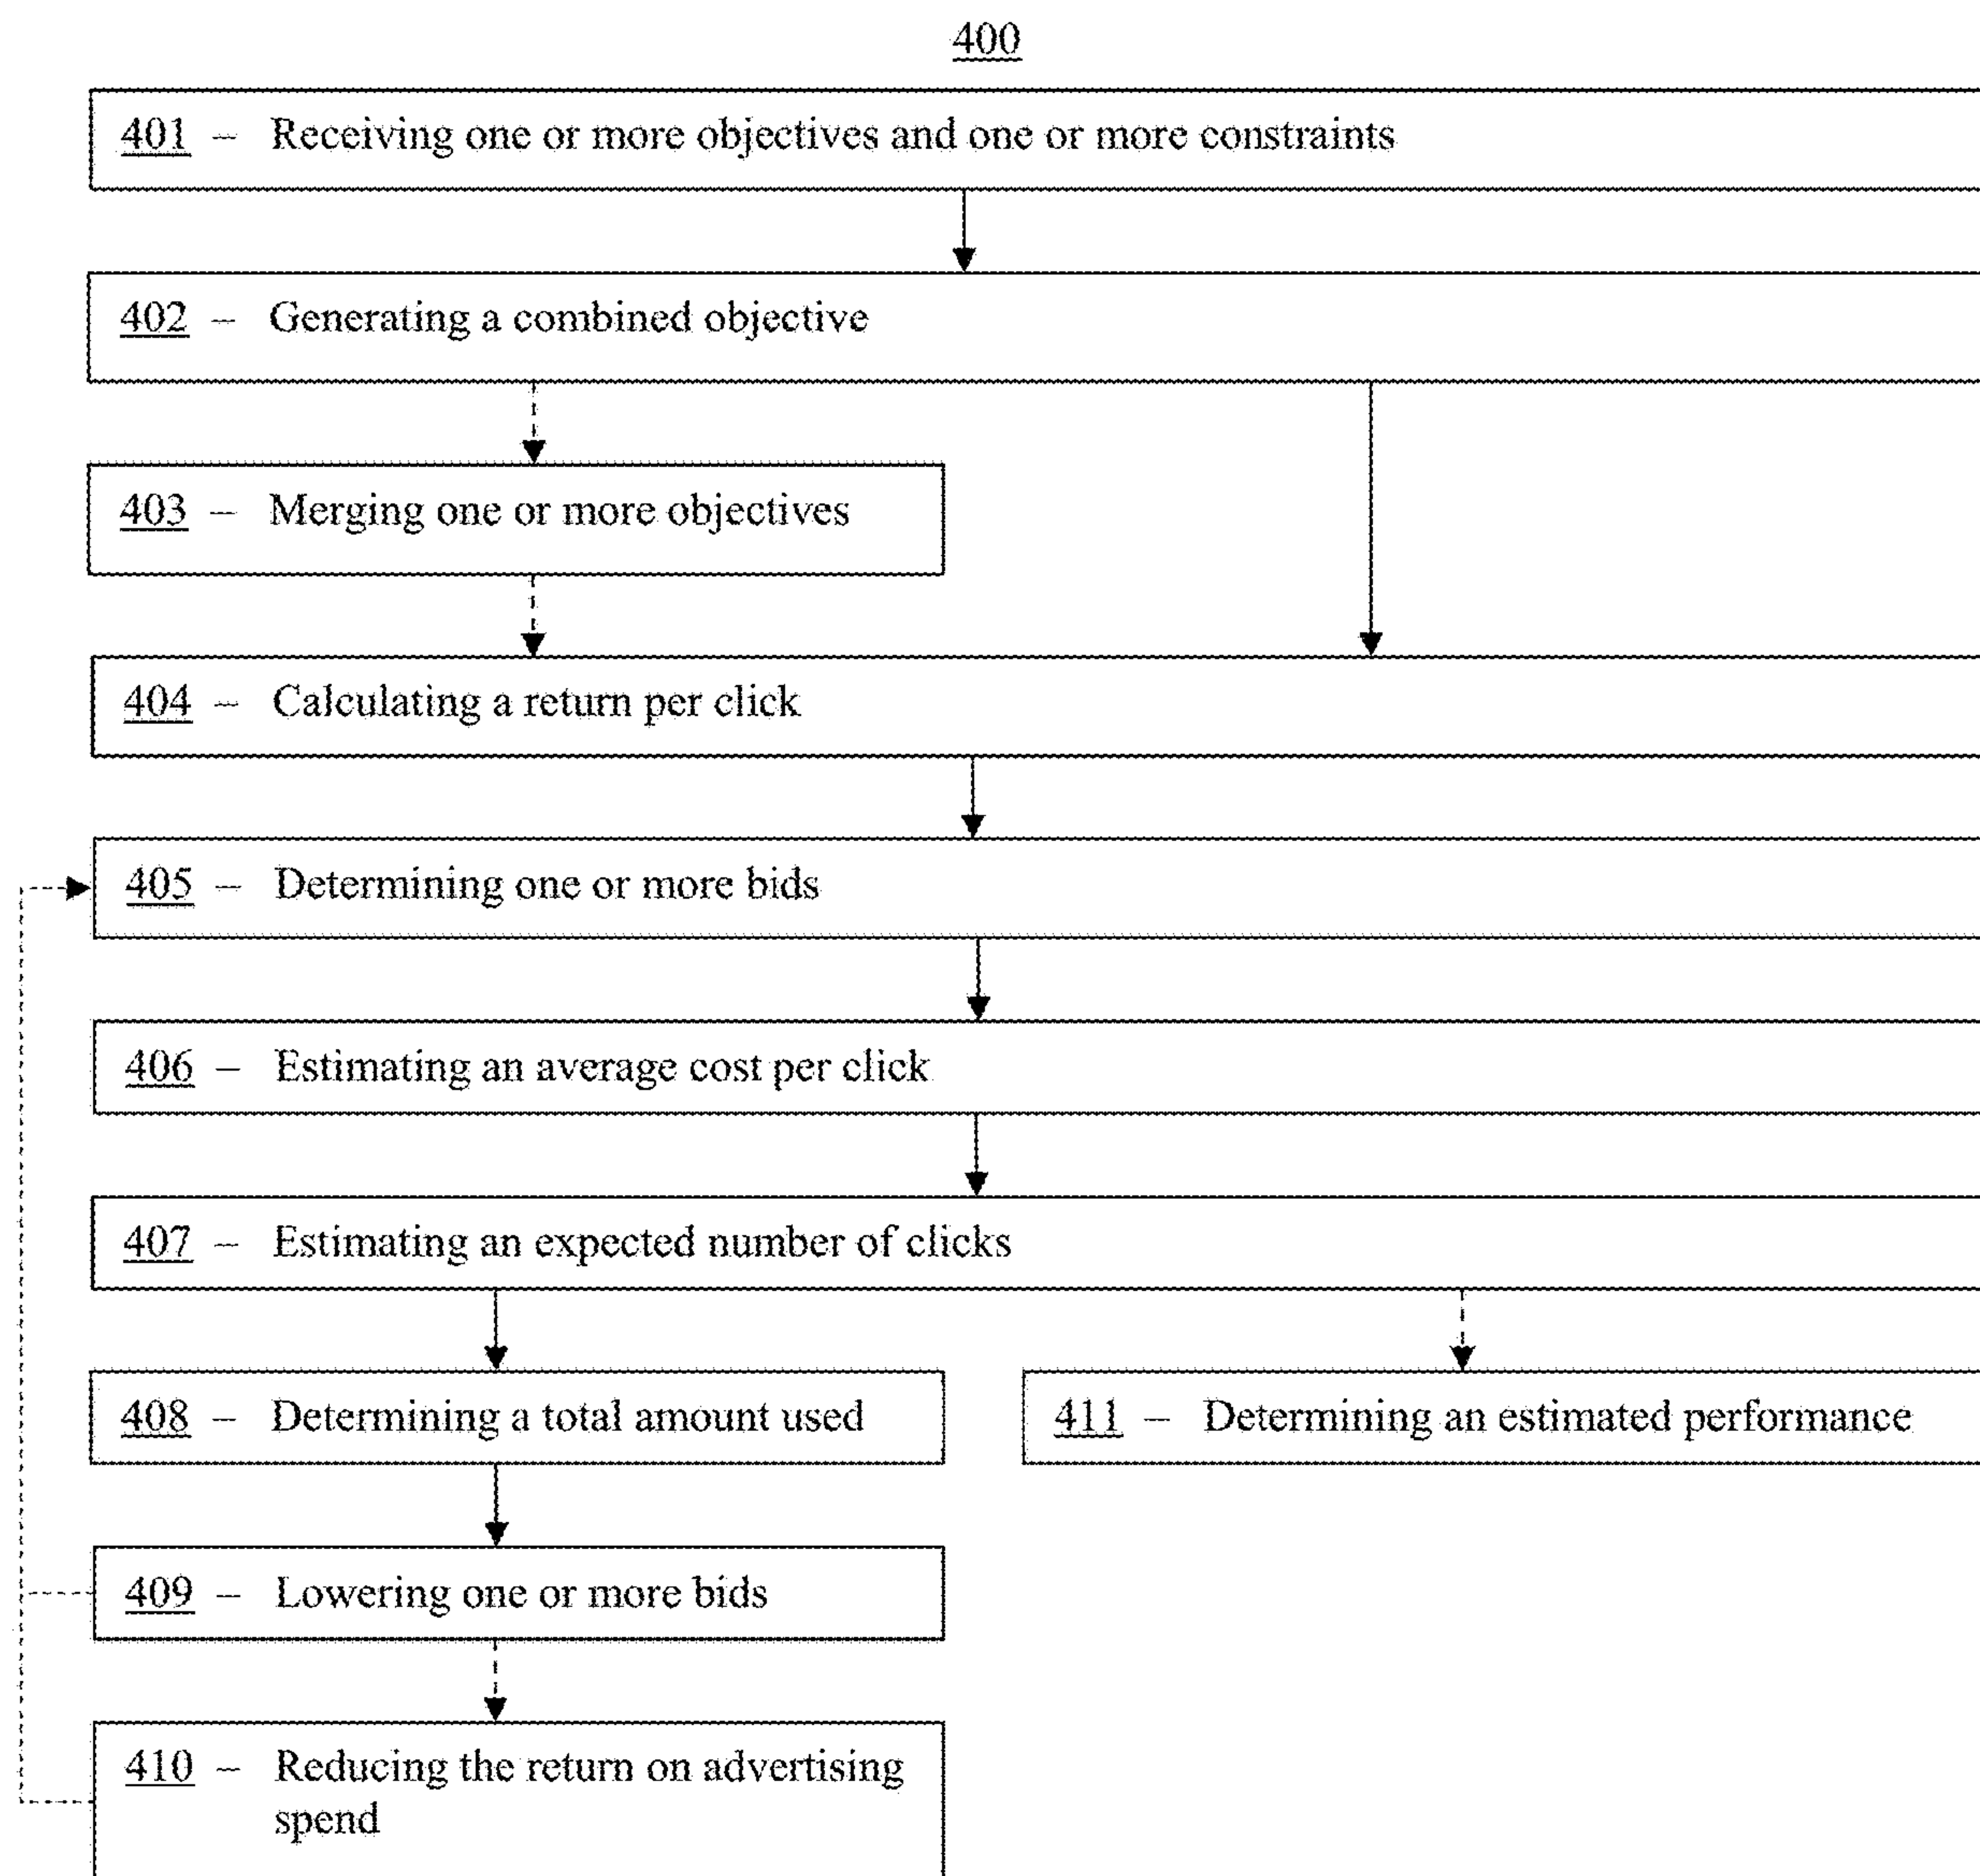 400
401 – Receiving one or more objectives and one or more constraints
402 – Generating a combined objective
403 – Merging one or more objectives
404 – Calculating a return per click
405 – Determining one or more bids
406 – Estimating an average cost per click
407 – Estimating an expected number of clicks
408 – Determining a total amount used
411 – Determining an estimated performance
409 – Lowering one or more bids
410 – Reducing the return on advertising
spend